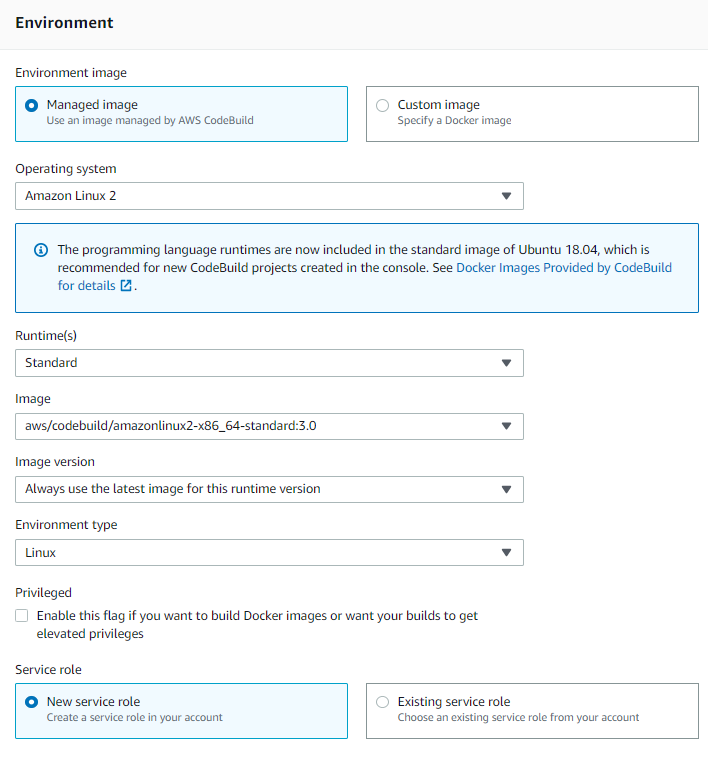 Environment
Environment image
Managed image
Use an image managed by AWS CodeBuild
Custom image
Specify a Docker image
Operating system
Amazon Linux 2
The programming language runtimes are now included in the standard image of Ubuntu 18.04, which is
recommended for new CodeBuild projects created in the console. See Docker Images Provided by CodeBuild
for details .
Runtime(s)
Standard
Image
aws/codebuild/amazonlinux2-x86_64-standard:3.0
Image version
Always use the latest image for this runtime version
Environment type
Linux
Privileged
Enable this flag if you want to build Docker images or want your builds to get
elevated privileges
Service role
New service role
Create a service role in your account
Existing service role
Choose an existing service role from your account